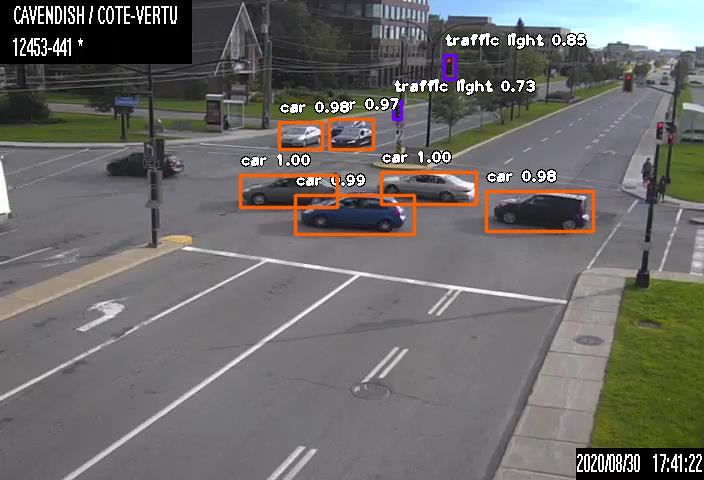 CAVENDISH / COTE-VERTU
12453-441 *
traffic light 0.85
traffic light 0.73
car 0.98
0.97
car 1.00
car 1.00
car 0.99
car 0.98
2020/08/30 17:41:22